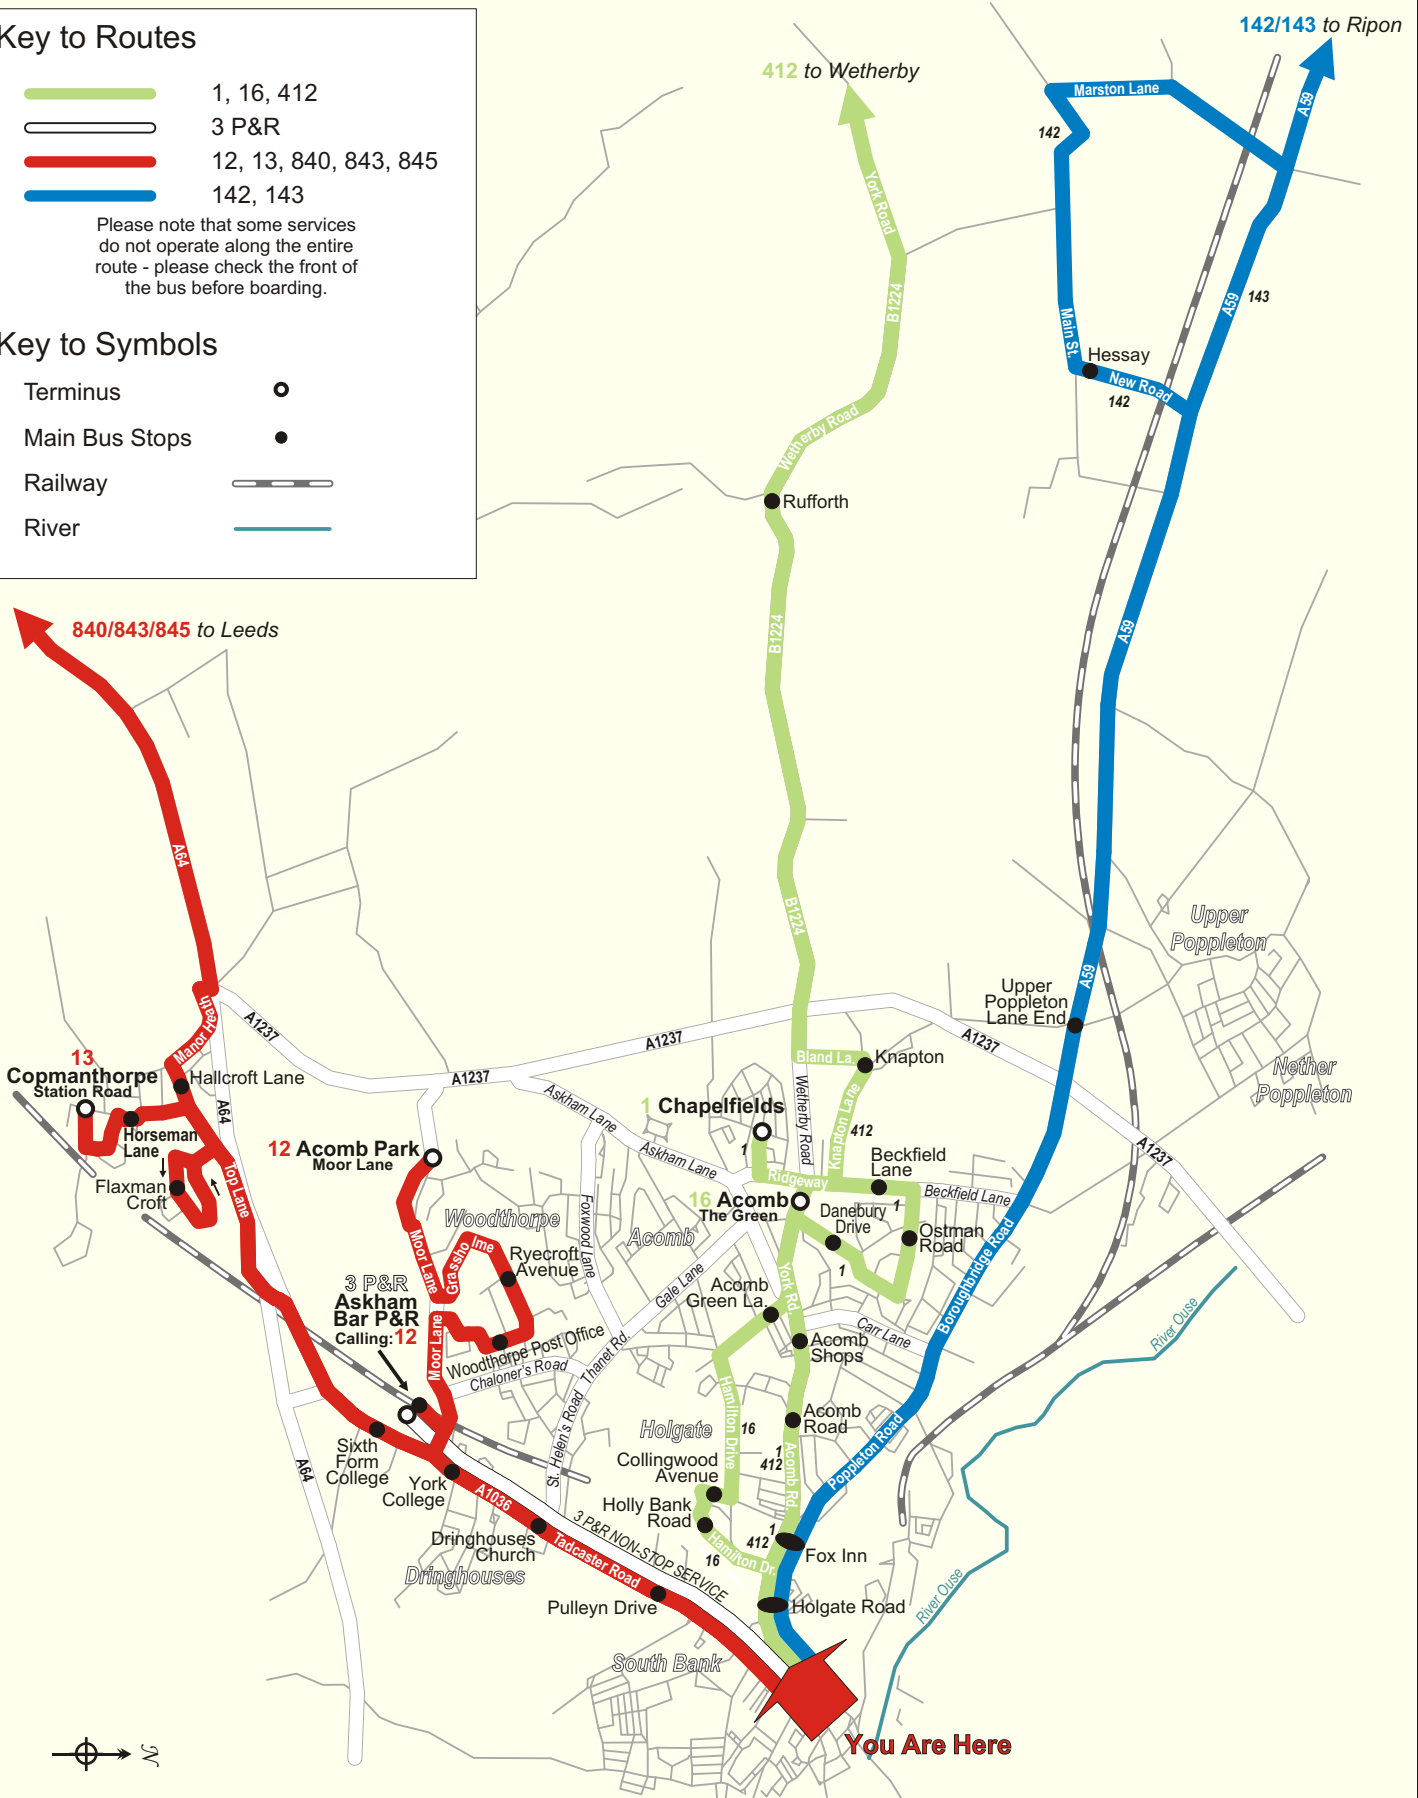 Key to Routes
1, 16, 412
3 P&R
12, 13, 840, 843, 845
142, 143
Please note that some services
do not operate along the entire
route - please check the front of
the bus before boarding.
Key to Symbols
Terminus
Main Bus Stops
Railway
River
142/143 to Ripon
412 to Wetherby
Marston Lane
A59
142
York Road
B1224
A59
143
Main St.
Hessay
New Road
142
Wetherby Road
Rufforth
B1224
A59
840/843/845 to Leeds
A64
B1224
Upper
Poppleton
A59
Upper
Poppleton
Lane End
Manor Heath
A1237
A1237
A1237
A1237
Bland La.
Knapton
Nether
Poppleton
13
Copmanthorpe
Station Road
Hallcroft Lane
A64
Askham Lane
Wetherby Road
Knapton Lane
412
1 Chapelfields
1
Horseman
Lane
12 Acomb Park
Moor Lane
Askham Lane
A1237
Beckfield
Lane
Ridgeway
Beckfield Lane
Flaxman
Croft
Top Lane
16 Acomb
The Green
1
Danebury
Drive
Ostman
Road
Woodthorpe
Foxwood Lane
Acomb
Moor Lane
Grassho
lme
Ryecroft
Avenue
1
Gale Lane
York Rd.
Boroughbridge Road
3 P&R
Askham
Bar P&R
Calling:12
Acomb
Green La.
Moor Lane
Woodthorpe Post Office
Chaloner's Road
Thanet Rd.
Carr Lane
Acomb
Shops
River Ouse
Hamilton Drive
Holgate
16
Acomb
Road
Sixth
Form
College
St. Helen's Road
Collingwood
Avenue
1
412
Acomb Rd.
Poppleton Road
A64
York
College
A1036
Holly Bank
Road
3 P&R NON-STOP SERVICE
1
412
Fox Inn
Dringhouses
Church
Tadcaster Road
16
Hamilton Dr.
Dringhouses
River Ouse
Pulleyn Drive
Holgate Road
South Bank
You Are Here
N